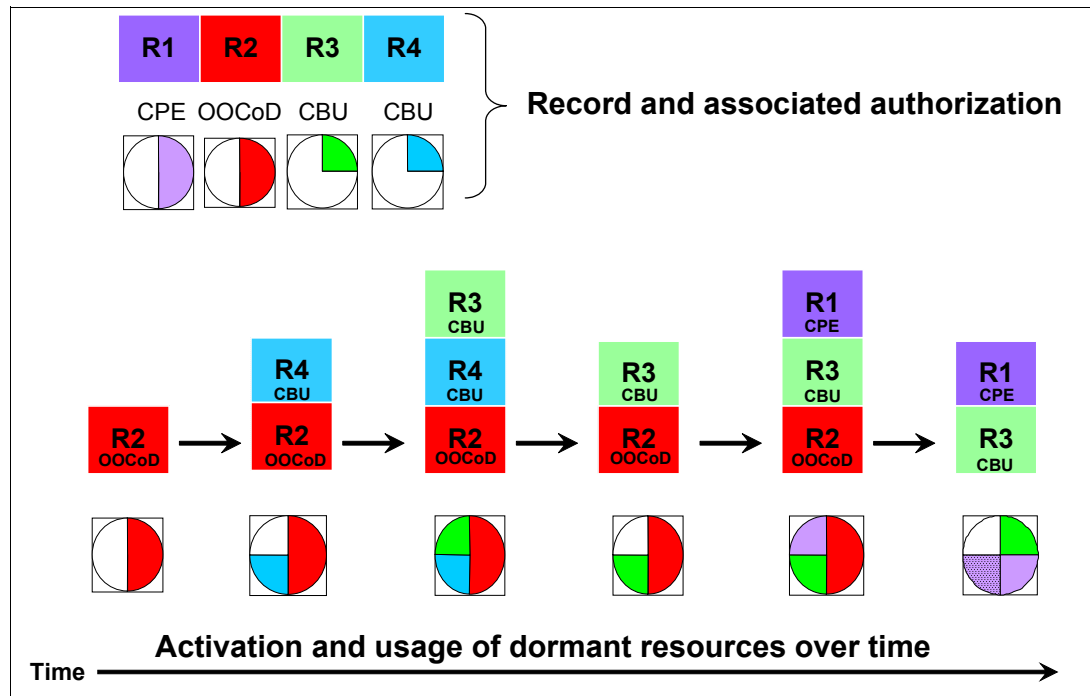 R1 R2 R3 R4
CPE OOCoD CBU CBU
Record and associated authorization
R3
CBU
R1
CPE
R4
CBU
R4
CBU
R3
CBU
R3
CBU
R1
CPE
R2
OOCoD
R2
OOCoD
R2
OOCoD
R2
OOCoD
R2
OOCoD
R3
CBU
Activation and usage of dormant resources over time
Time